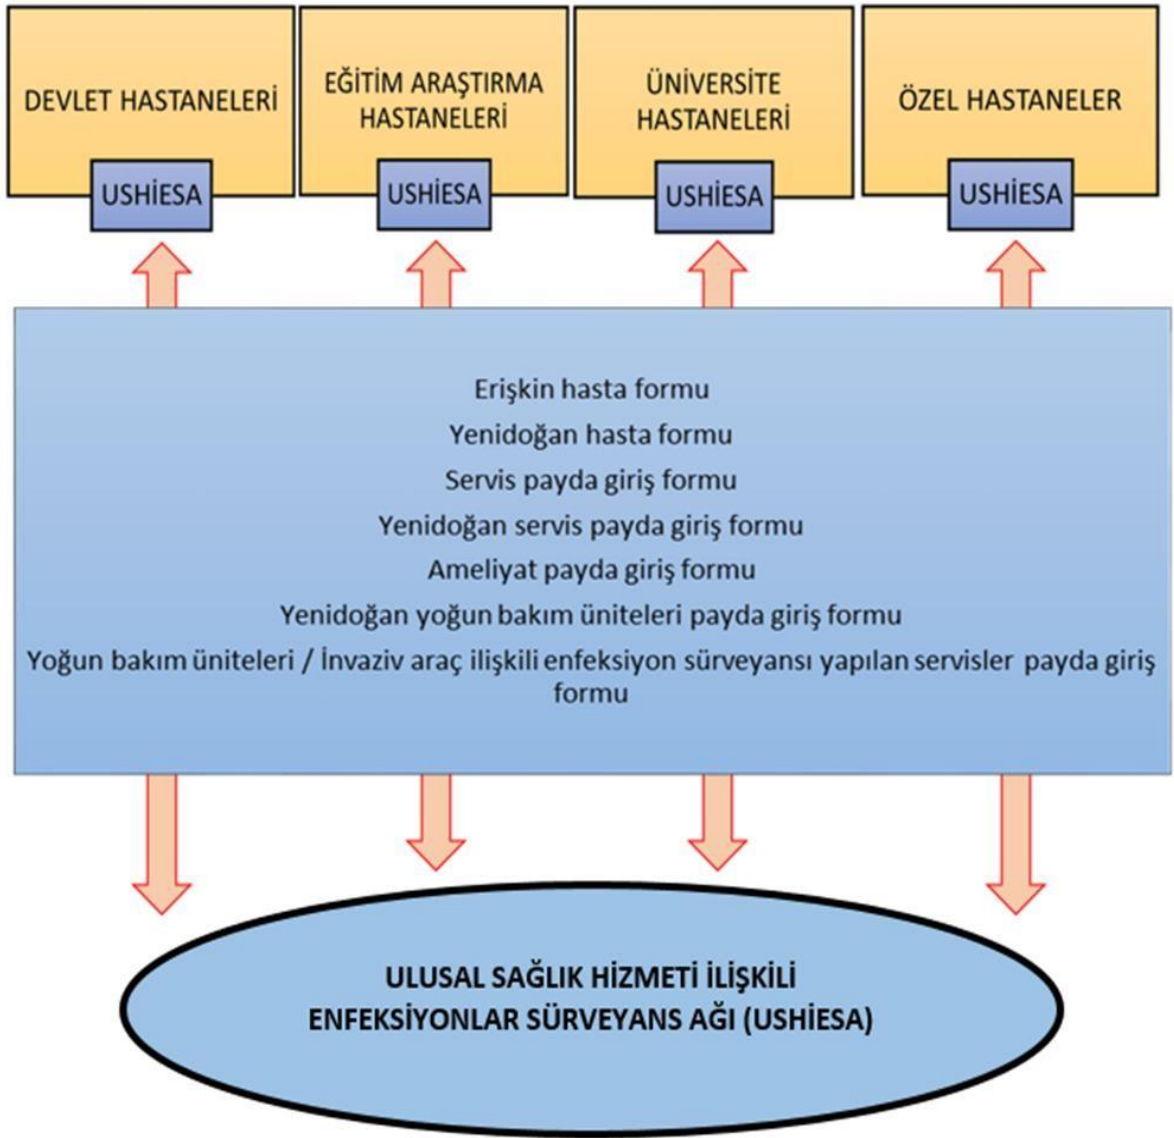 DEVLET HASTANELERİ
USHİESA
EĞİTİM ARAŞTIRMA
HASTANELERİ
USHİESA
ÜNİVERSİTE
HASTANELERİ
USHİESA
ÖZEL HASTANELER
USHİESA
Erişkin hasta formu
Yenidoğan hasta formu
Servis payda giriş formu
Yenidoğan servis payda giriş formu
Ameliyat payda giriş formu
Yenidoğan yoğun bakım üniteleri payda giriş formu
Yoğun bakım üniteleri / İnvaziv araç ilişkili enfeksiyon sürveyansı yapılan servisler payda giriş
formu
ULUSAL SAĞLIK HİZMETİ İLİŞKİLİ
ENFEKSİYONLAR SÜRVEYANS AĞI (USHİESA)